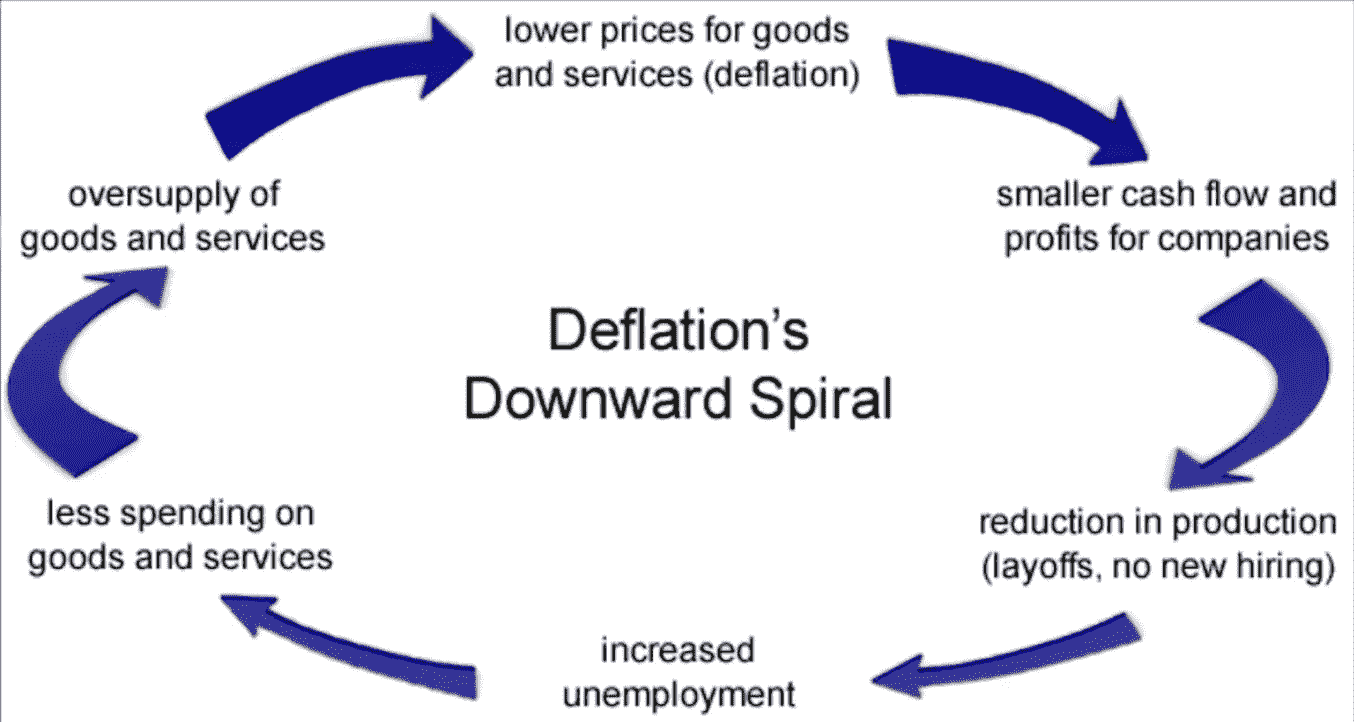 lower prices for goods
and services (deflation)
smaller cash flow and
profits for companies
reduction in production
(layoffs, no new hiring)
increased
unemployment
less spending on
goods and services
oversupply of
goods and services
Deflation’s
Downward Spiral